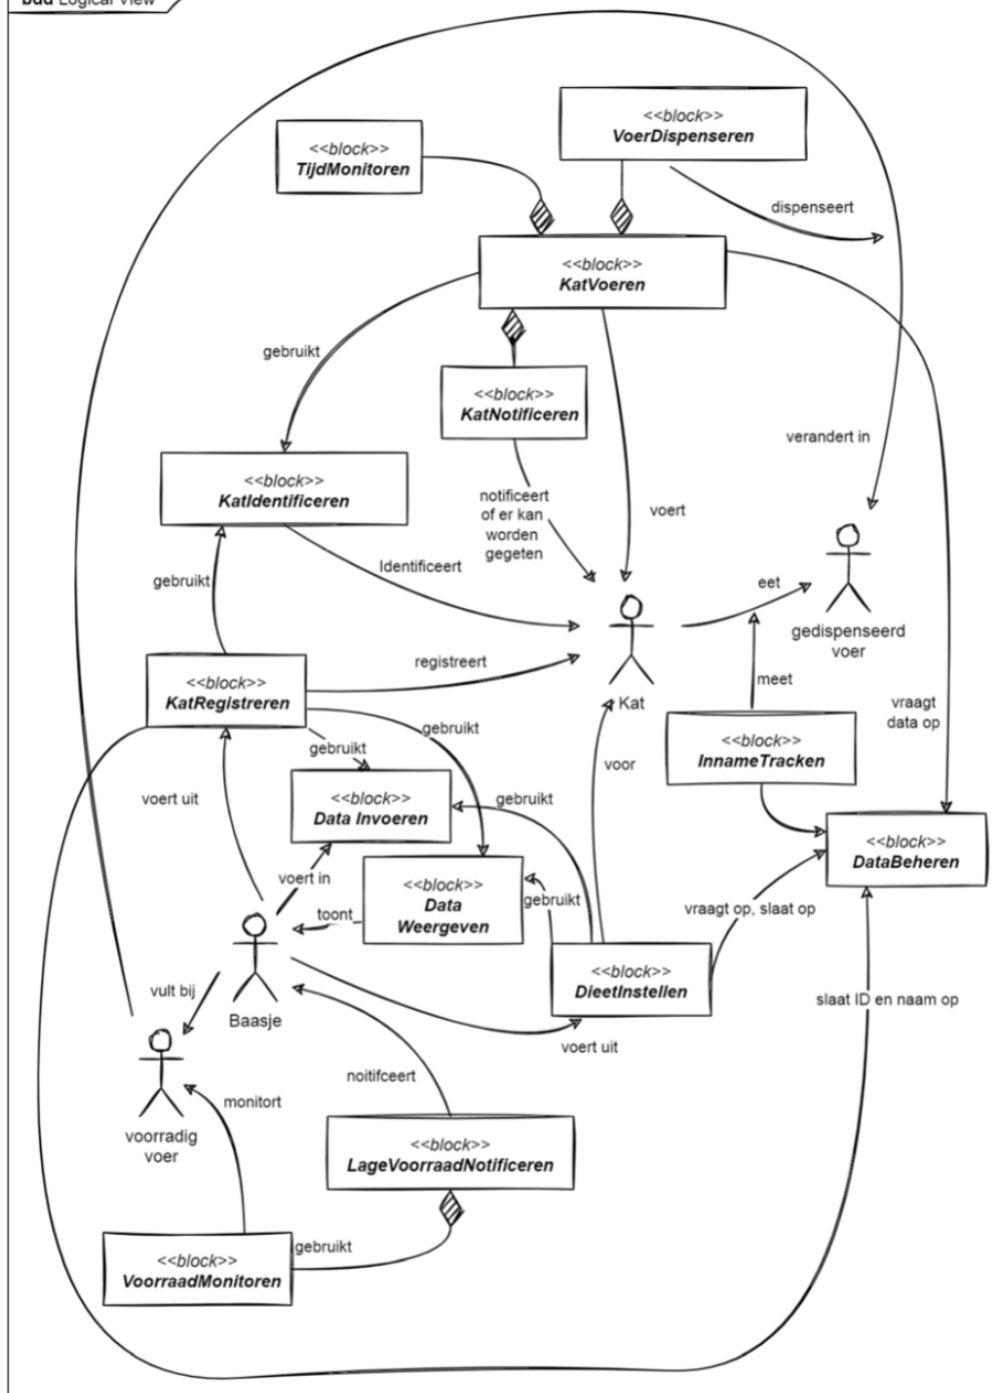 bdd Logical View
<<block>>
VoerDispenseren
<<block>>
TijdMonitoren
dispenseert
<<block>>
KatVoeren
gebruikt
<<block>>
KatNotificeren
verandert in
<<block>>
KatIdentificeren
notificeert
of er kan
worden
gegeten
voert
Identificeert
gebruikt
eet
gedispenseerd
voer
registreert
<<block>>
KatRegistreren
meet
Kat
vraagt
data op
gebruikt
gebruikt
<<block>>
InnameTracken
voor
voert uit
<<block>>
Data Invoeren
gebruikt
<<block>>
DataBeheren
voert in
<<block>>
Data
Weergeven
gebruikt
toont
vraagt op, slaat op
<<block>>
DieetInstellen
vult bij
slaat ID en naam op
Baasje
voert uit
noitifceert
monitort
voorradig
voer
<<block>>
LageVoorraadNotificeren
gebruikt
<<block>>
VoorraadMonitoren